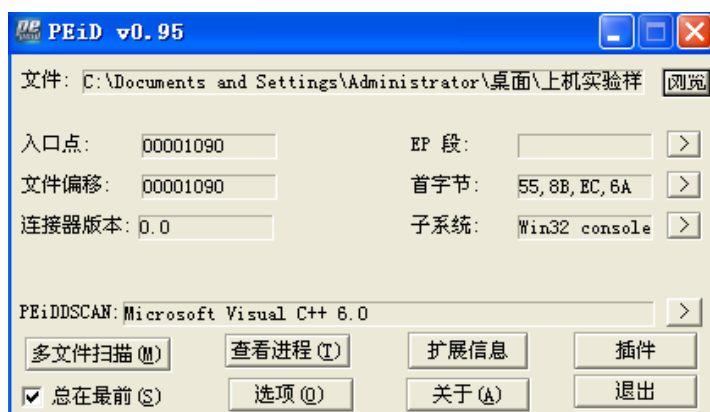 PEiD v0.95
文件: C:\Documents and Settings\Administrator\桌面\上机实验样 浏览
入口点: 00001090 EP 段: >
文件偏移: 00001090 首字节: 55,8B,EC,6A >
连接器版本: 0.0 子系统: Win32 console >
PEiDDSCAN: Microsoft Visual C++ 6.0 >
多文件扫描(M) 查看进程(T) 扩展信息 插件
总在最前(S) 选项(O) 关于(A) 退出